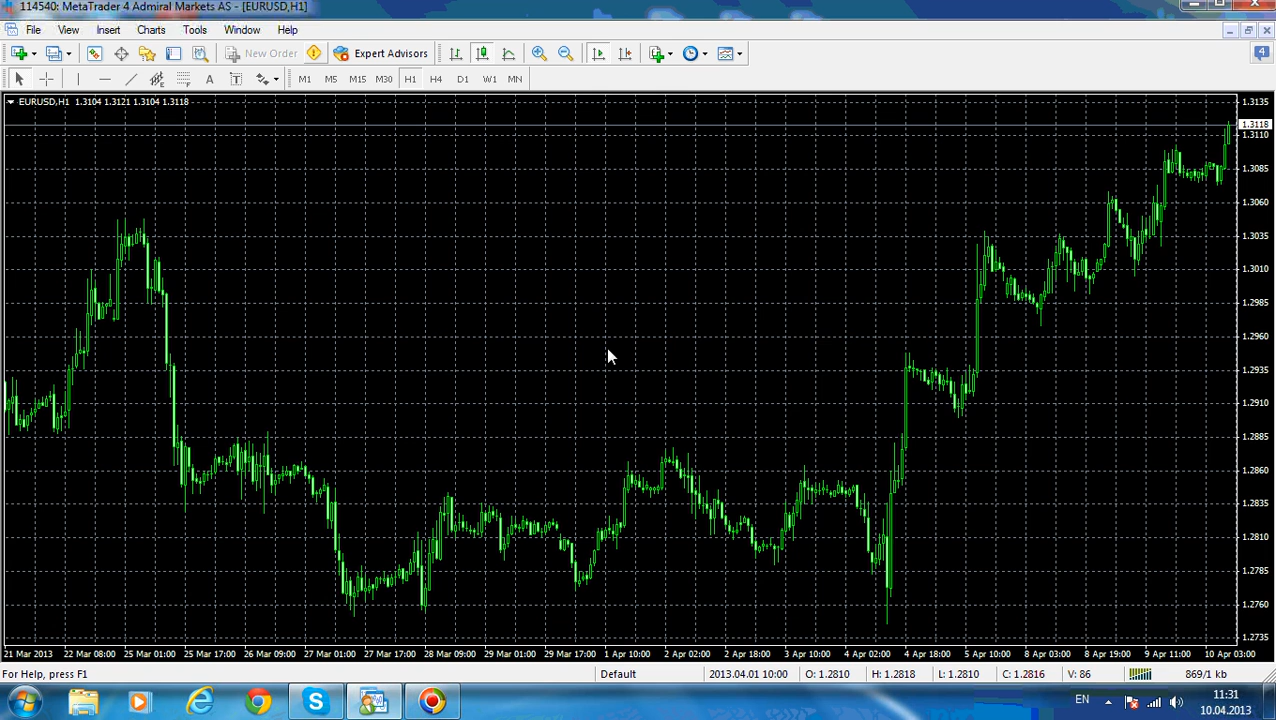 114540: MetaTrader 4 Admiral Markets AS - [EURUSD,H1]
File View Insert Charts Tools Window Help
New Order Expert Advisors 4
A T M1 M5 M15 M30 H1 H4 D1 W1 MN
EURUSD,H1 1.3104 1.3121 1.3104 1.3118
1.3135
1.3118
1.3110
1.3085
1.3060
1.3035
1.3010
1.2985
1.2960
1.2935
1.2910
1.2885
1.2860
1.2835
1.2810
1.2785
1.2760
1.2735
21 Mar 2013 22 Mar 08:00 25 Mar 01:00 25 Mar 17:00 26 Mar 09:00 27 Mar 01:00 27 Mar 17:00 28 Mar 09:00 29 Mar 01:00 29 Mar 17:00 1 Apr 10:00 2 Apr 02:00 2 Apr 18:00 3 Apr 10:00 4 Apr 02:00 4 Apr 18:00 5 Apr 10:00 8 Apr 03:00 8 Apr 19:00 9 Apr 11:00 10 Apr 03:00
For Help, press F1 Default 2013.04.01 10:00 O: 1.2810 H: 1.2818 L: 1.2810 C: 1.2816 V: 86 869/1 kb
EN 11:31
10.04.2013